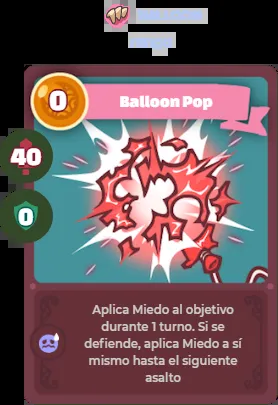 0
Balloon Pop
40
0
Aplica Miedo al objetivo
durante 1 turno. Si se
defiende, aplica Miedo a sí
mismo hasta el siguiente
asalto